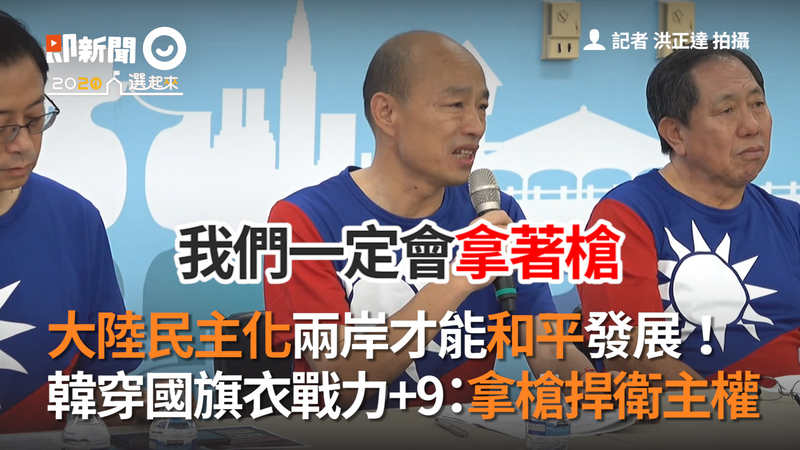 即新聞
2020 選起來
記者 洪正達 拍攝
我們一定會拿著槍
大陸民主化兩岸才能和平發展！
韓穿國旗衣戰力+9：拿槍捍衛主權